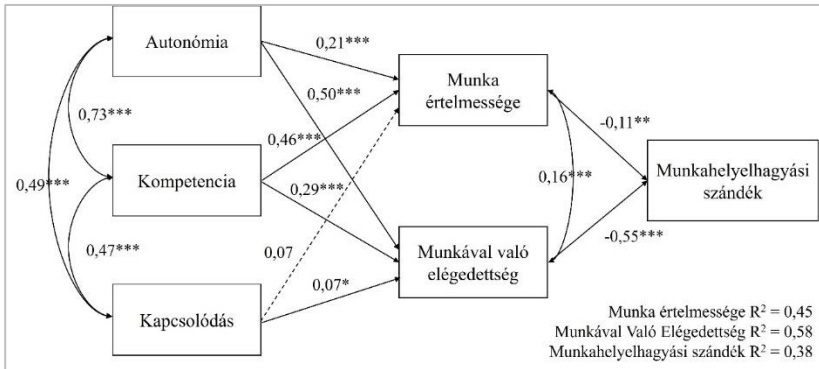 Autonómia
0,21***
Munka
értelmessége
0,50***
0,73***
-0,11**
0,46***
0,49***
Kompetencia
0,16***
Munkahelyelhagyási
szándék
0,29***
0,47***
0,07
Munkával való
elégedettség
-0,55***
0,07*
Kapcsolódás
Munka értelmessége R² = 0,45
Munkával Való Elégedettség R² = 0,58
Munkahelyelhagyási szándék R² = 0,38